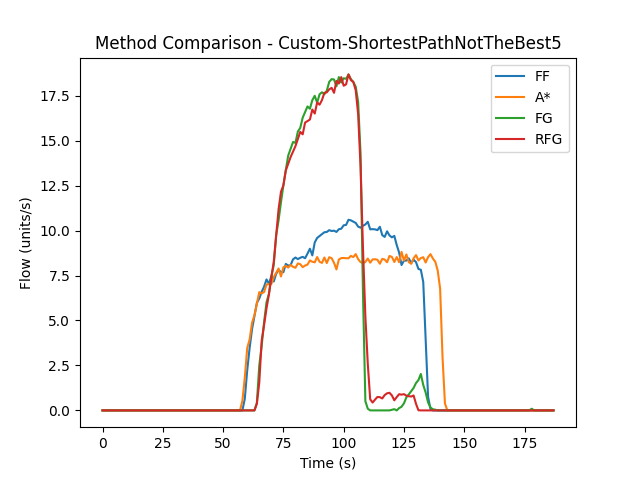 Method Comparison - Custom-ShortestPathNotTheBest5
FF
A*
FG
RFG
17.5
15.0
12.5
10.0
7.5
5.0
2.5
0.0
Flow (units/s)
0 25 50 75 100 125 150 175
Time (s)